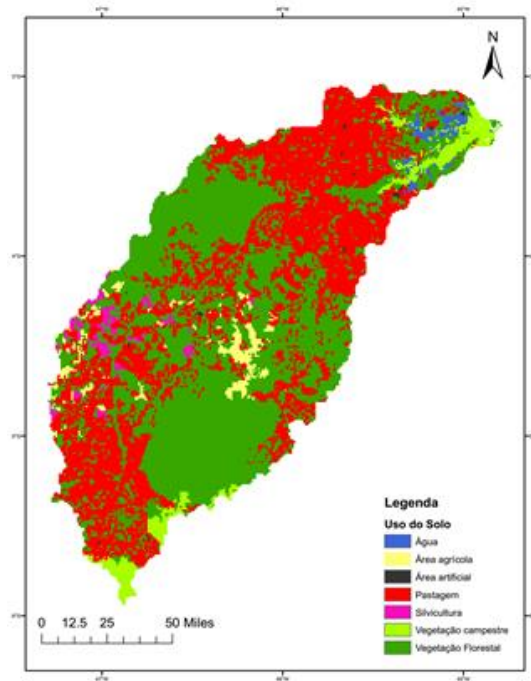 N
Legenda
Uso do Solo
Água
Área agrícola
Área artificial
Pastagem
Silvicultura
Vegetação campestre
Vegetação Florestal
0 12.5 25 50 Miles